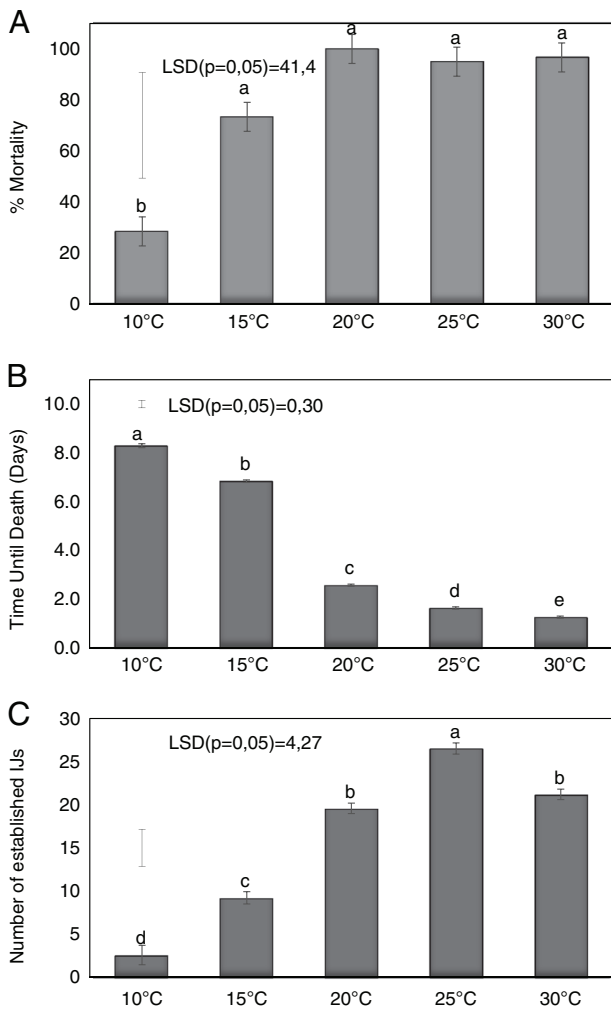 A
% Mortality
100
80
60
40
20
0
LSD(p=0,05)=41,4
b
a
a
a
a
10°C 15°C 20°C 25°C 30°C
B
Time Until Death (Days)
10.0
8.0
6.0
4.0
2.0
0.0
LSD(p=0,05)=0,30
a
b
c
d
e
10°C 15°C 20°C 25°C 30°C
C
Number of established IJs
30
25
20
15
10
5
0
LSD(p=0,05)=4,27
d
c
b
a
b
10°C 15°C 20°C 25°C 30°C